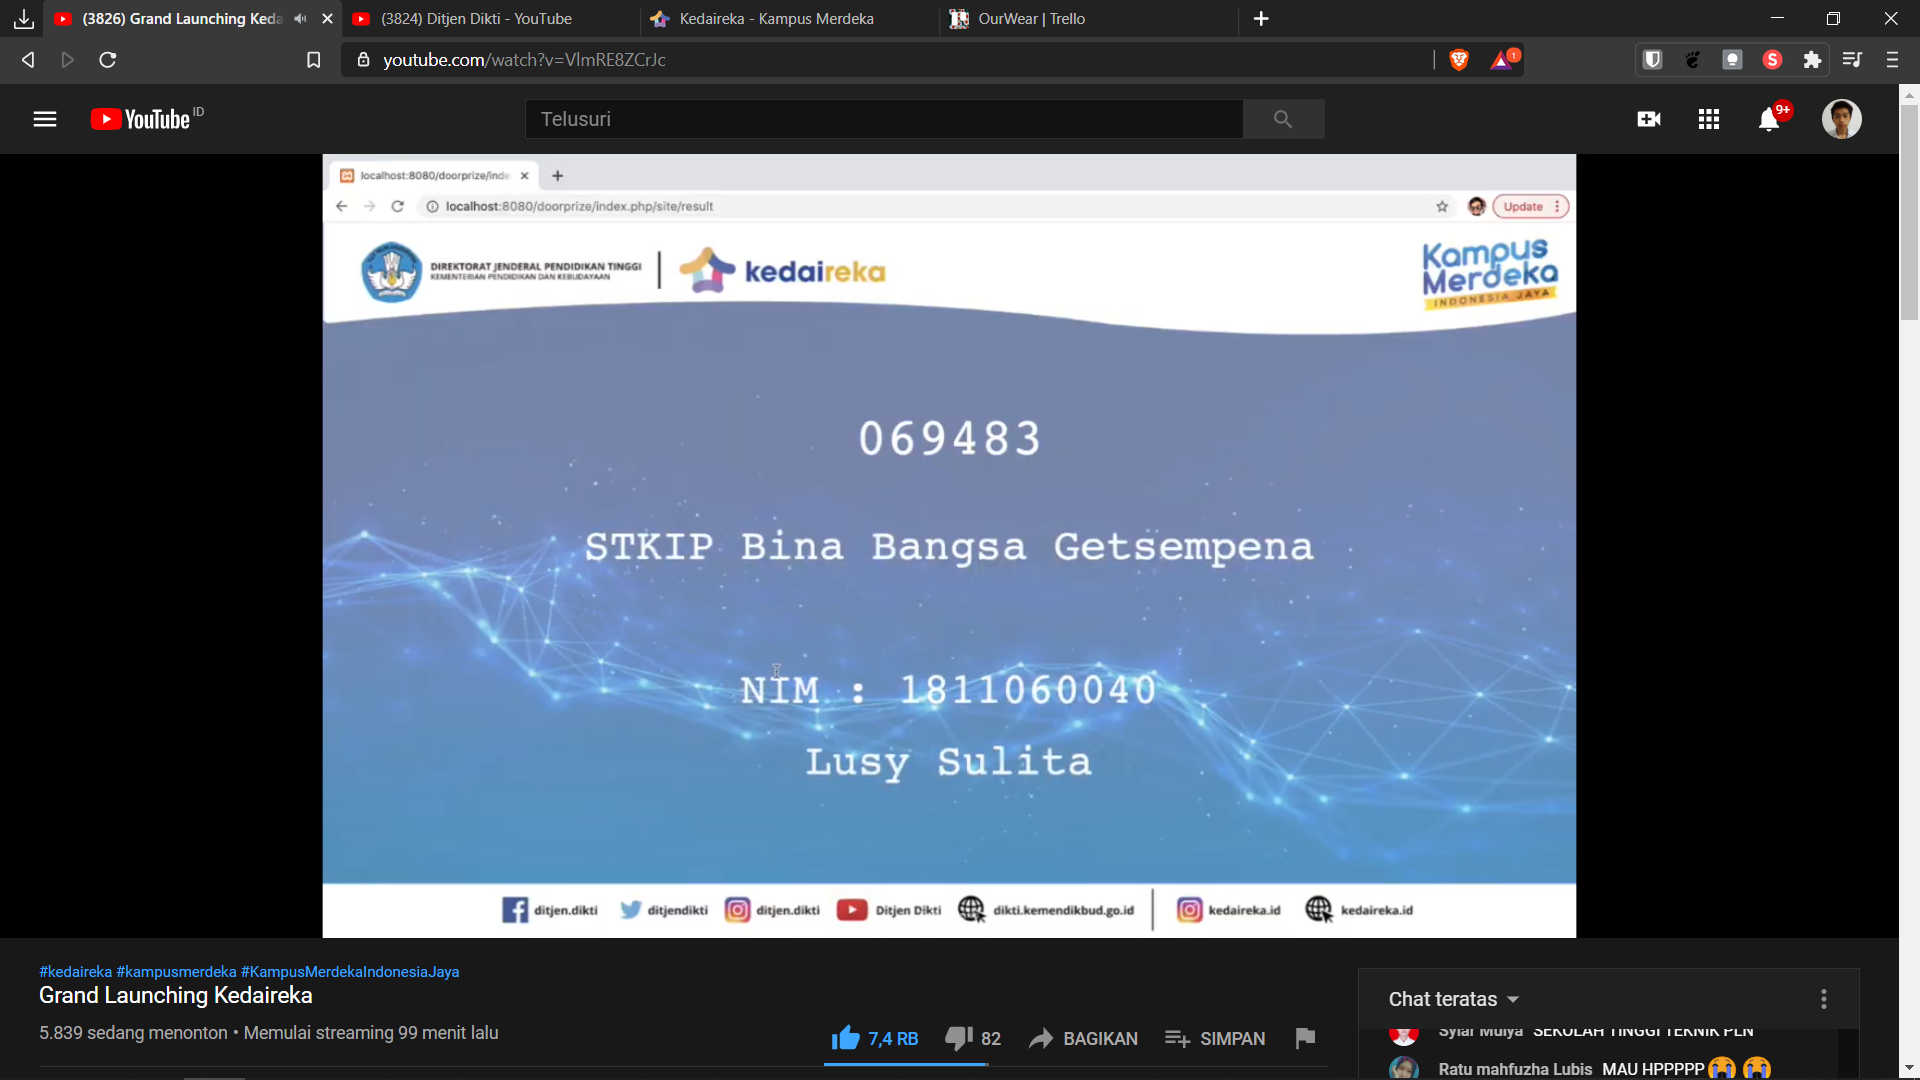 (3826) Grand Launching Keda
(3824) Ditjen Dikti - YouTube
Kedaireka - Kampus Merdeka
OurWear | Trello
youtube.com/watch?v=VlmRE8ZCrJc
1
S
YouTube ID
Telusuri
9+
localhost:8080/doorprize/inde
localhost:8080/doorprize/index.php/site/result
Update
DIREKTORAT JENDERAL PENDIDIKAN TINGGI
KEMENTERIAN PENDIDIKAN DAN KEBUDAYAAN
kedaireka
Kampus
Merdeka
INDONESIA JAYA
069483
STKIP Bina Bangsa Getsempena
NIM : 1811060040
Lusy Sulita
ditjen.dikti
ditjendikti
ditjen.dikti
Ditjen Dikti
dikti.kemendikbud.go.id
kedaireka.id
kedaireka.id
#kedaireka #kampusmerdeka #KampusMerdekaIndonesiaJaya
Grand Launching Kedaireka
5.839 sedang menonton • Memulai streaming 99 menit lalu
7,4 RB
82
BAGIKAN
SIMPAN
Chat teratas
Mulya SEKOLAH TINGGI TEKNIK PLN
Ratu mahfuzha Lubis MAU HPPPPP😭😭